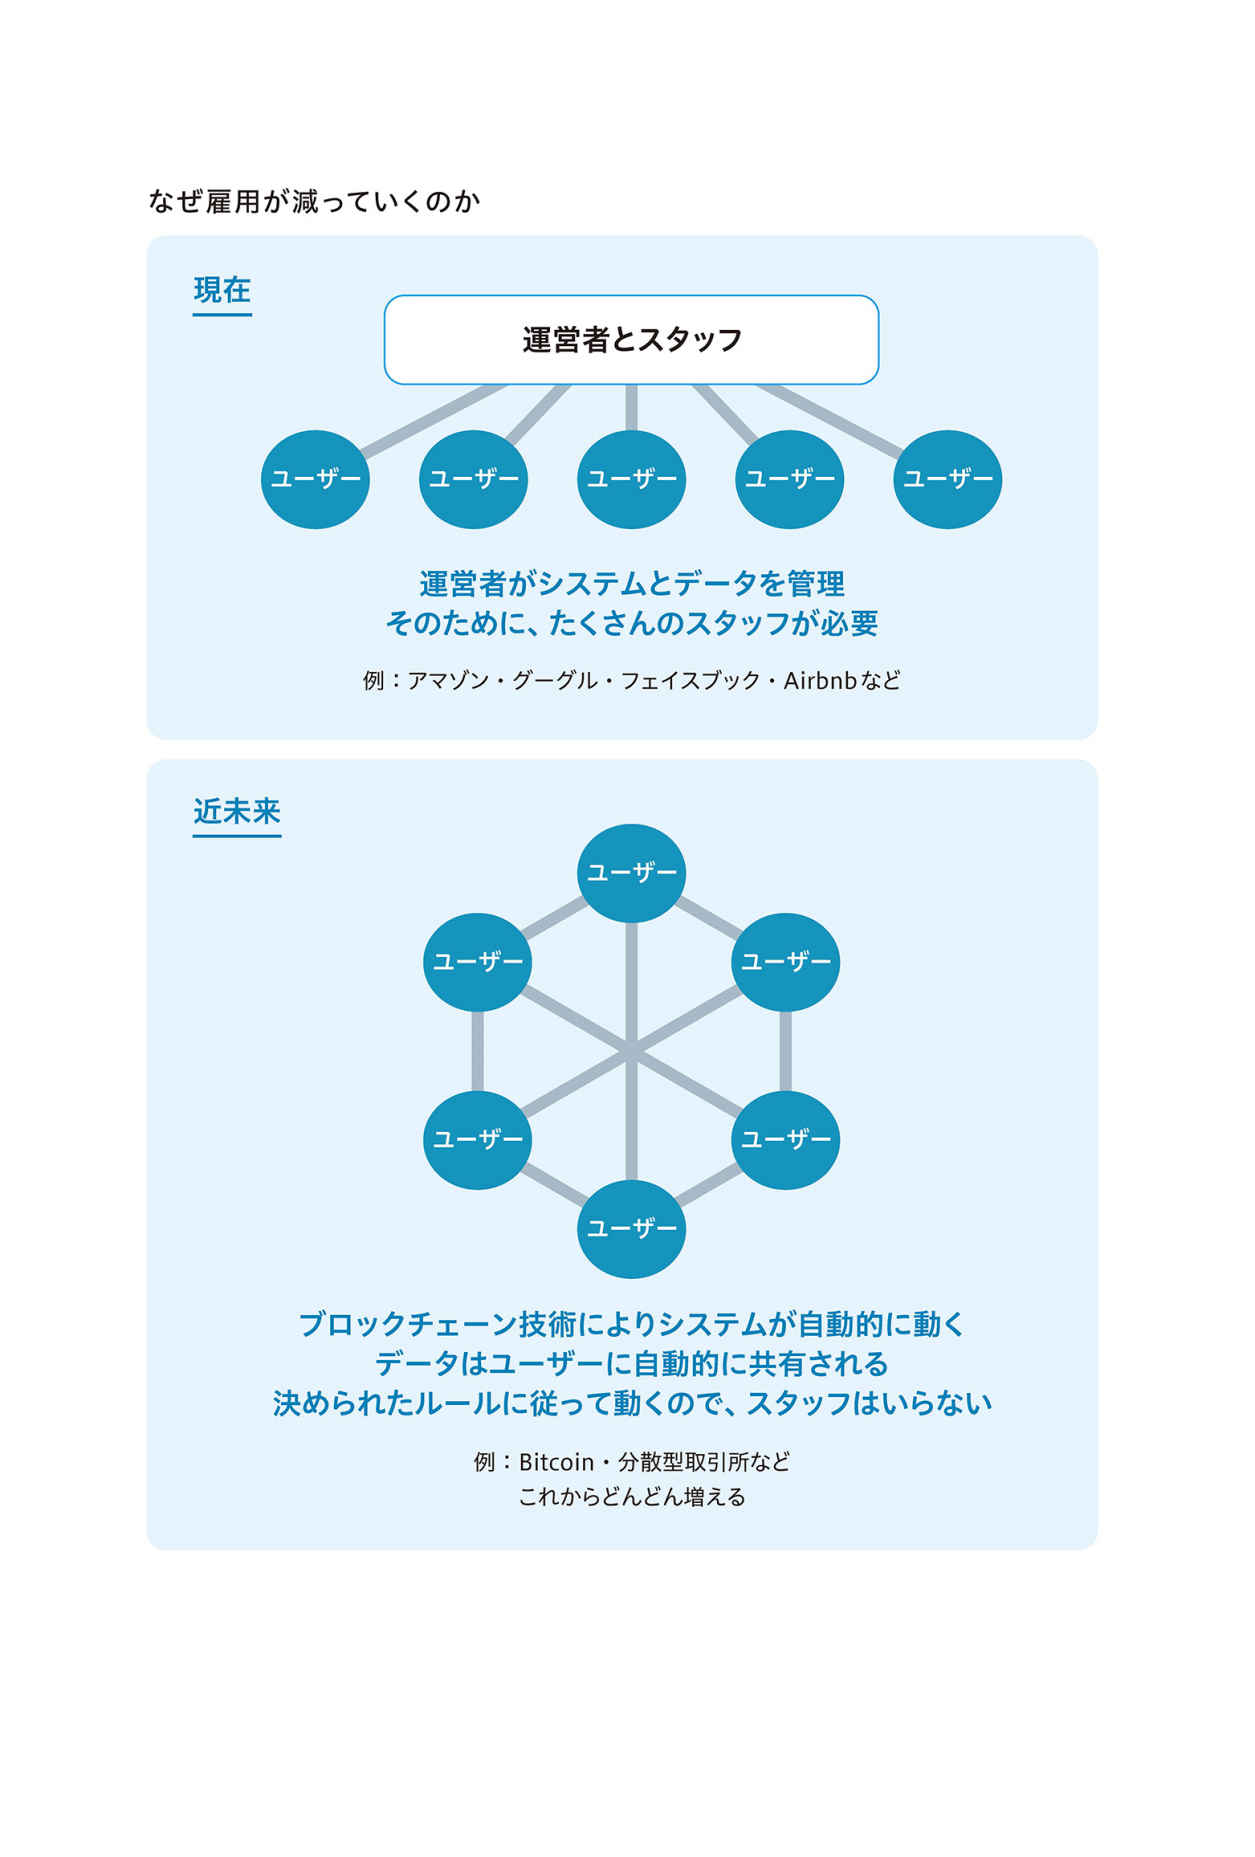 なぜ雇用が減っていくのか
現在
運営者とスタッフ
ユーザー
ユーザー
ユーザー
ユーザー
ユーザー
運営者がシステムとデータを管理
そのために、たくさんのスタッフが必要
例：アマゾン・グーグル・フェイスブック・Airbnbなど
近未来
ユーザー
ユーザー
ユーザー
ユーザー
ユーザー
ユーザー
ブロックチェーン技術によりシステムが自動的に動く
データはユーザーに自動的に共有される
決められたルールに従って動くので、スタッフはいらない
例：Bitcoin・分散型取引所など
これからどんどん増える